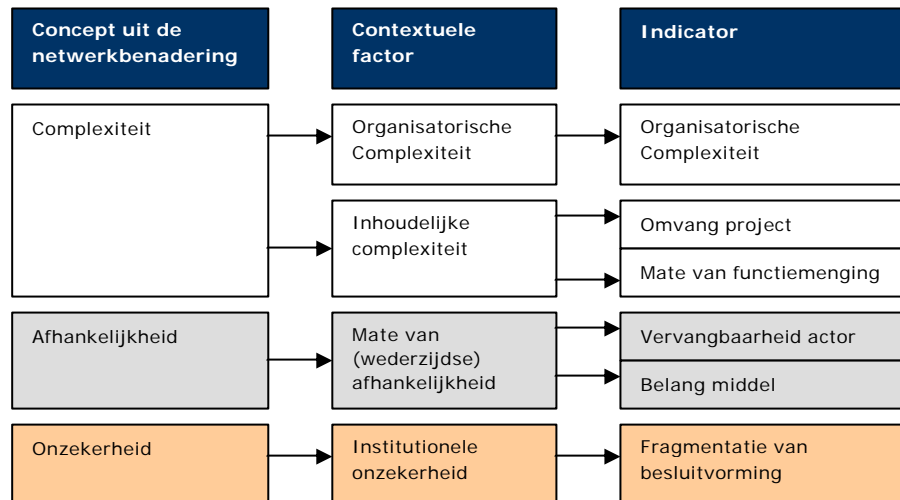 Concept uit de
netwerkbenadering
Contextuele
factor
Indicator
Complexiteit
Organisatorische
Complexiteit
Organisatorische
Complexiteit
Inhoudelijke
complexiteit
Omvang project
Mate van functiemenging
Afhankelijkheid
Mate van
(wederzijdse)
afhankelijkheid
Vervangbaarheid actor
Belang middel
Onzekerheid
Institutionele
onzekerheid
Fragmentatie van
besluitvorming